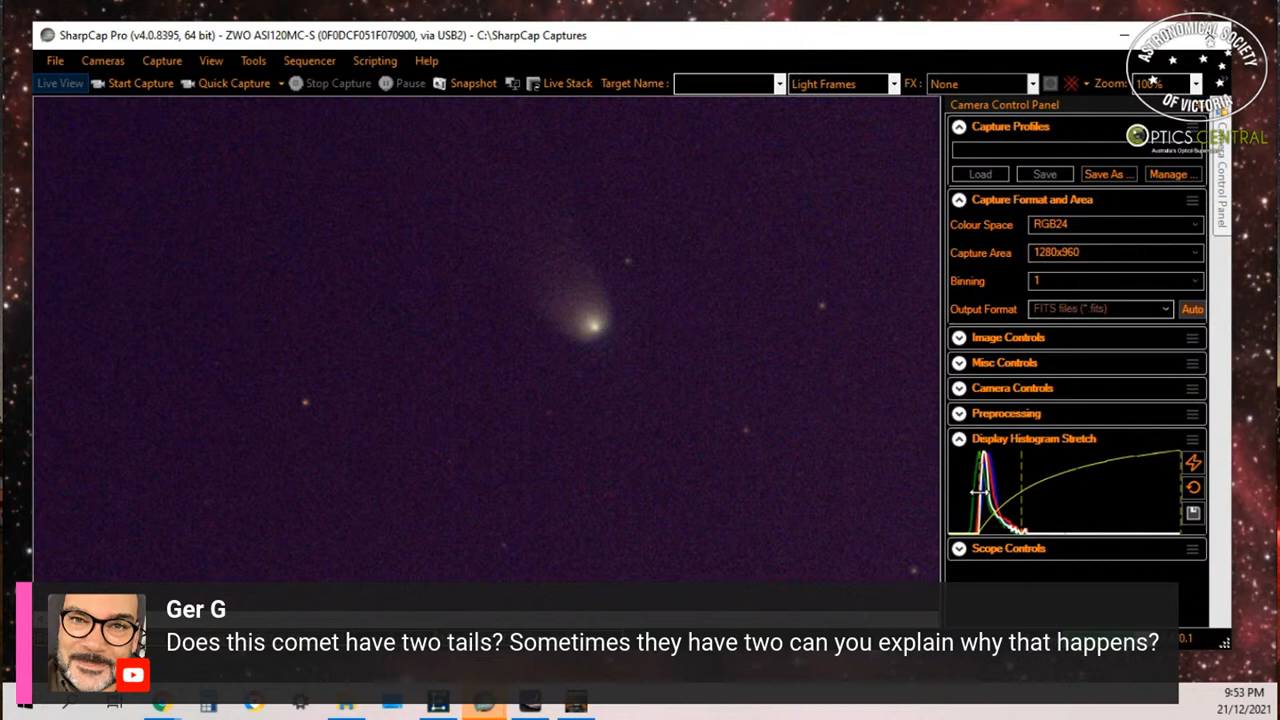 SharpCap Pro (v4.0.8395, 64 bit) - ZWO ASI120MC-S (0F0DCF051F070900, via USB2) - C:\SharpCap Captures
ASTRONOMICAL SOCIETY
OF VICTORIA
OPTICS CENTRAL
File Cameras Capture View Tools Sequencer Scripting Help
Live View Start Capture Quick Capture Stop Capture Pause Snapshot Live Stack Target Name : Light Frames FX : None Zoom: 100%
Camera Control Panel
Camera Control Panel
Capture Profiles
Load Save Save As ... Manage ...
Capture Format and Area
Colour Space RGB24
Capture Area 1280x960
Binning 1
Output Format FITS files (*.fits) Auto
Image Controls
Misc Controls
Camera Controls
Preprocessing
Display Histogram Stretch
Scope Controls
Ger G
Does this comet have two tails? Sometimes they have two can you explain why that happens?
9:53 PM
21/12/2021